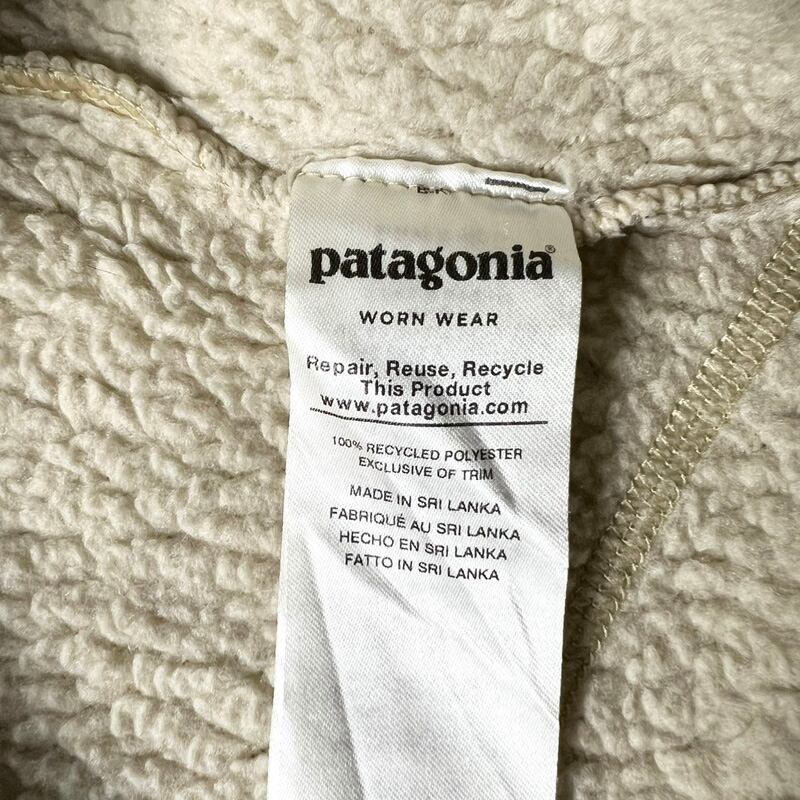 patagonia®
WORN WEAR
Repair, Reuse, Recycle
This Product
www.patagonia.com
100% RECYCLED POLYESTER
EXCLUSIVE OF TRIM
MADE IN SRI LANKA
FABRIQUÉ AU SRI LANKA
HECHO EN SRI LANKA
FATTO IN SRI LANKA